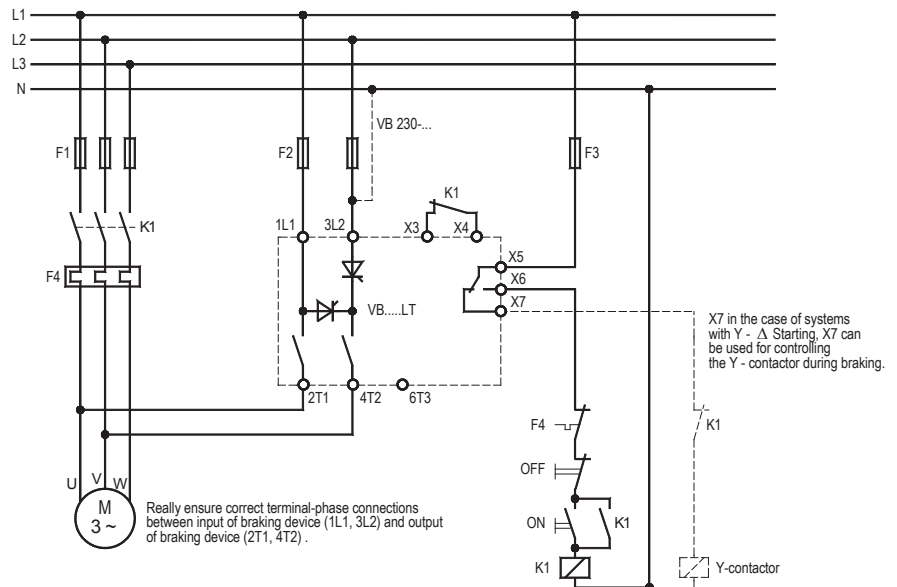 L1
L2
L3
N
VB 230-...
F1
F2
F3
K1
1L1
3L2
X3
X4
K1
F4
X5
X6
X7
VB.....LT
X7 in the case of systems
with Y - Δ Starting, X7 can
be used for controlling
the Y - contactor during braking.
2T1
4T2
6T3
F4
K1
OFF
U
V
W
M
3 ~
Really ensure correct terminal-phase connections
between input of braking device (1L1, 3L2) and output
of braking device (2T1, 4T2) .
ON
K1
K1
Y-contactor